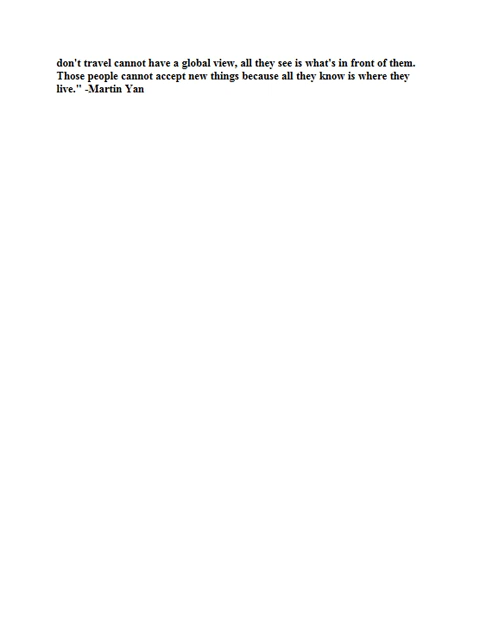 don't travel cannot have a global view, all they see is what's in front of them.
Those people cannot accept new things because all they know is where they
live." -Martin Yan